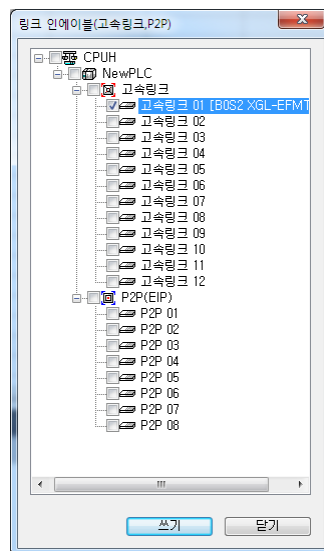 링크 인에이블(고속링크,P2P)
CPUH
NewPLC
고속링크
고속링크 01 [B0S2 XGL-EFMT
고속링크 02
고속링크 03
고속링크 04
고속링크 05
고속링크 06
고속링크 07
고속링크 08
고속링크 09
고속링크 10
고속링크 11
고속링크 12
P2P(EIP)
P2P 01
P2P 02
P2P 03
P2P 04
P2P 05
P2P 06
P2P 07
P2P 08
쓰기 닫기